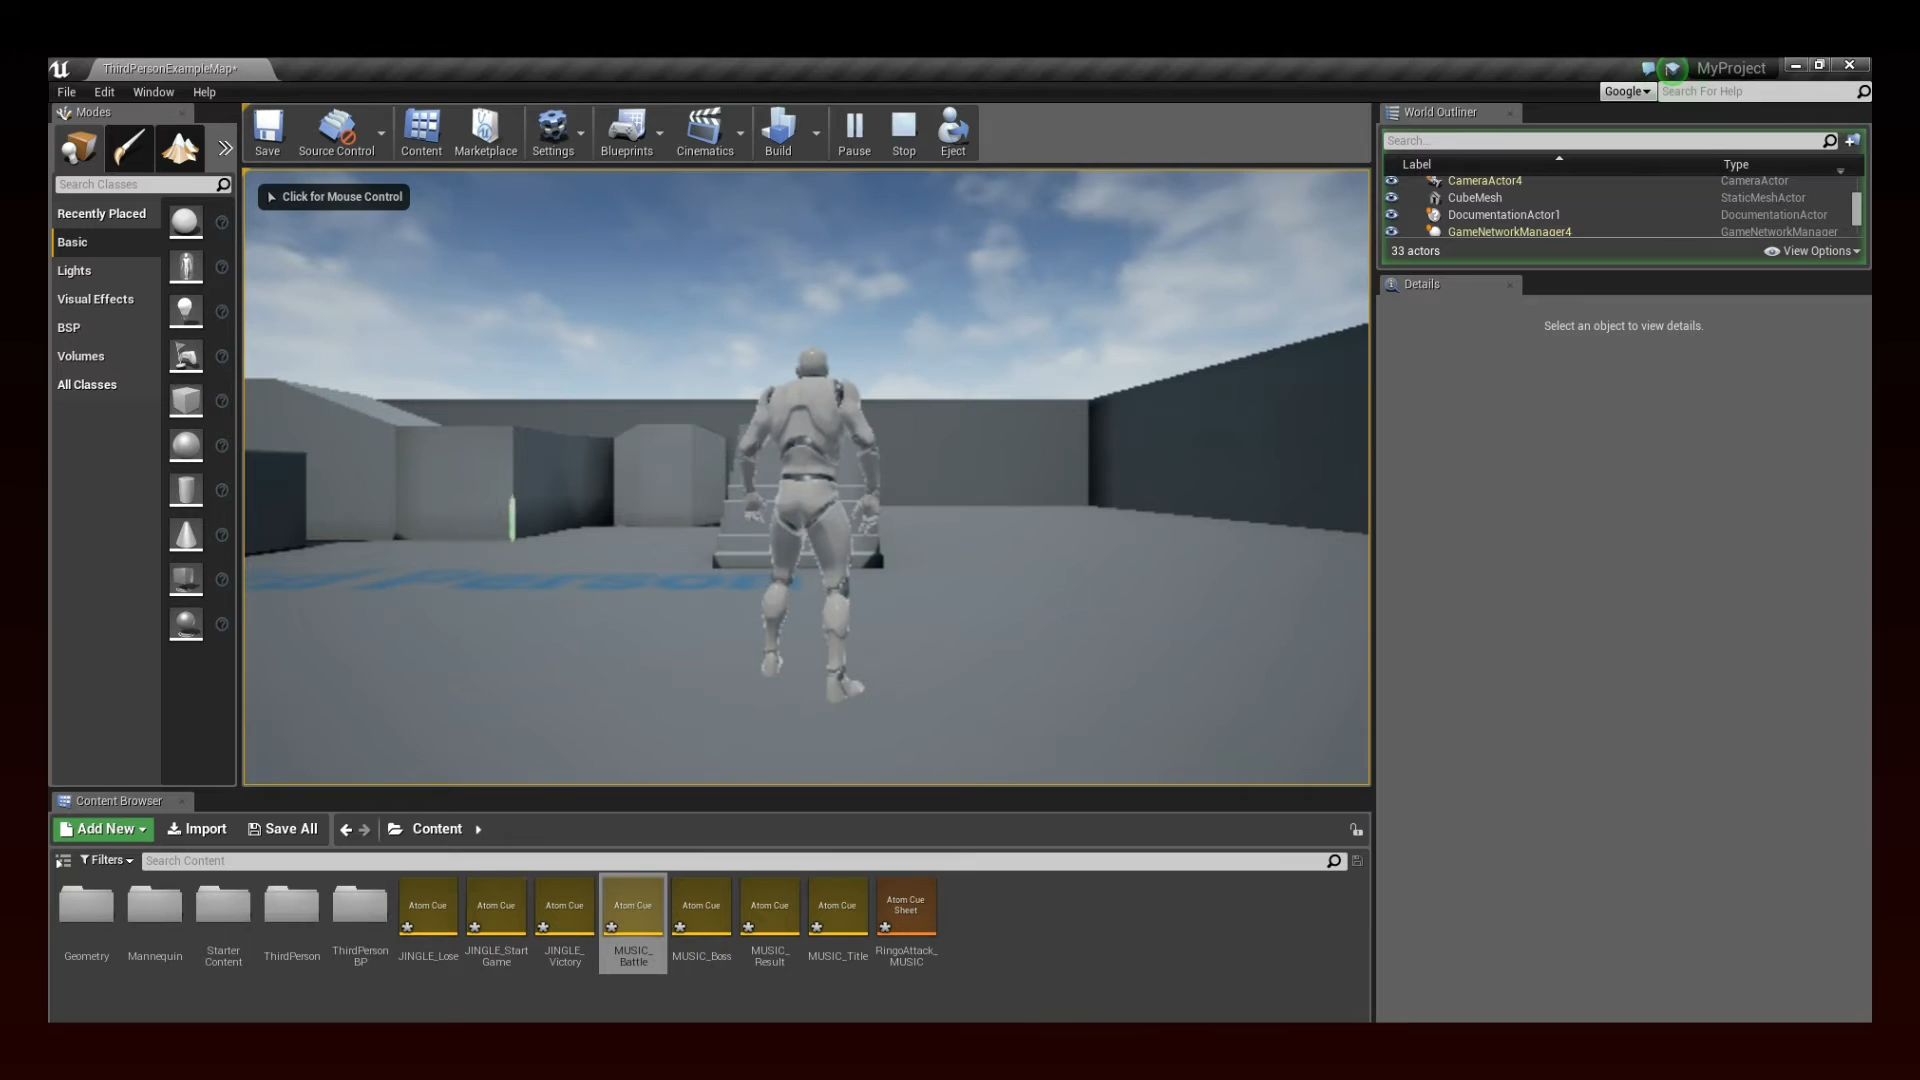 ThirdPersonExampleMap*
MyProject
File Edit Window Help
Google
Search For Help
Modes
Search Classes
Recently Placed
Basic
Lights
Visual Effects
BSP
Volumes
All Classes
Save
Source Control
Content
Marketplace
Settings
Blueprints
Cinematics
Build
Pause
Stop
Eject
Click for Mouse Control
Person
World Outliner
Search...
Label Type
CameraActor4 CameraActor
CubeMesh StaticMeshActor
DocumentationActor1 DocumentationActor
GameNetworkManager4 GameNetworkManager
33 actors
View Options
Details
Select an object to view details.
Content Browser
Add New
Import
Save All
Content
Filters
Search Content
Geometry
Mannequin
Starter
Content
ThirdPerson
ThirdPerson
BP
Atom Cue
JINGLE_Lose
Atom Cue
JINGLE_Start
Game
Atom Cue
JINGLE_
Victory
Atom Cue
MUSIC_
Battle
Atom Cue
MUSIC_Boss
Atom Cue
MUSIC_
Result
Atom Cue
MUSIC_Title
Atom Cue
Sheet
RingoAttack_
MUSIC